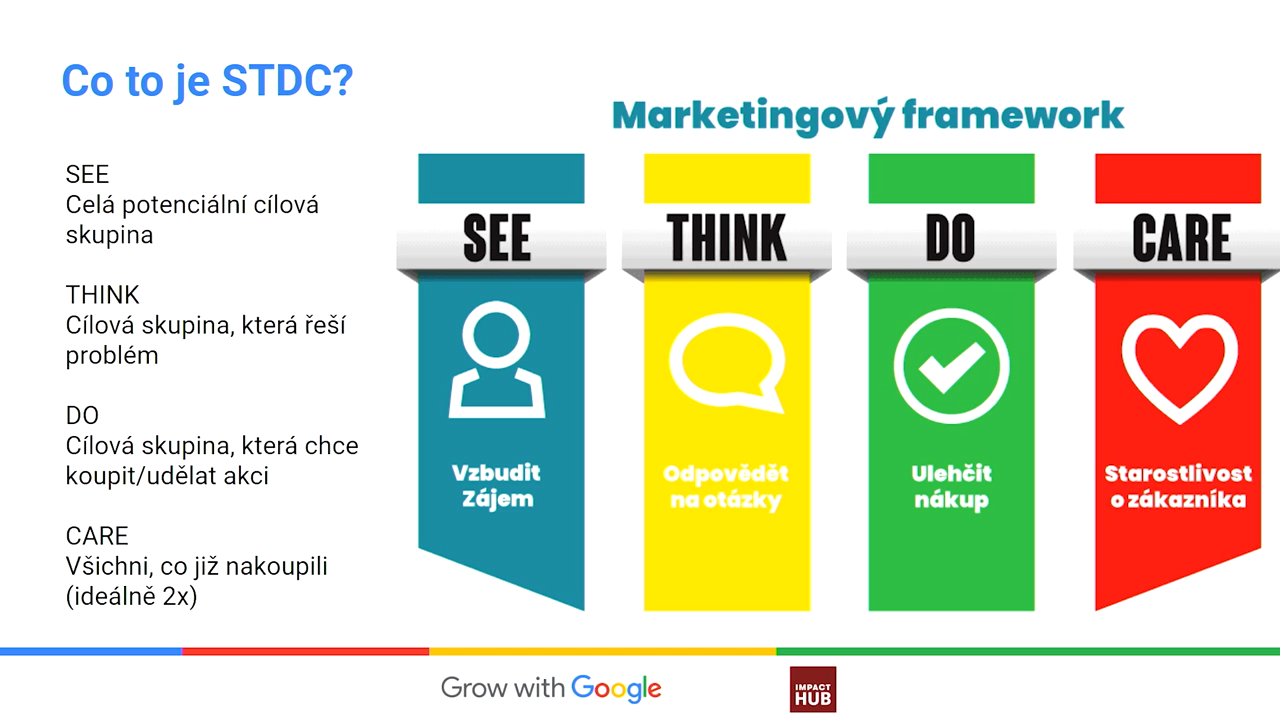 Co to je STDC?
SEE
Celá potenciální cílová
skupina
THINK
Cílová skupina, která řeší
problém
DO
Cílová skupina, která chce
koupit/udělat akci
CARE
Všichni, co již nakoupili
(ideálně 2x)
Marketingový framework
SEE
Vzbudit
Zájem
THINK
Odpovědět
na otázky
DO
Ulehčit
nákup
CARE
Starostlivost
o zákazníka
Grow with Google
IMPACT
HUB